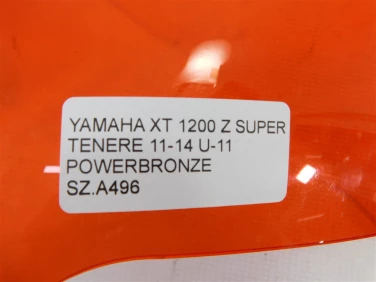 YAMAHA XT 1200 Z SUPER
TENERE 11-14 U-11
POWERBRONZE
SZ.A496